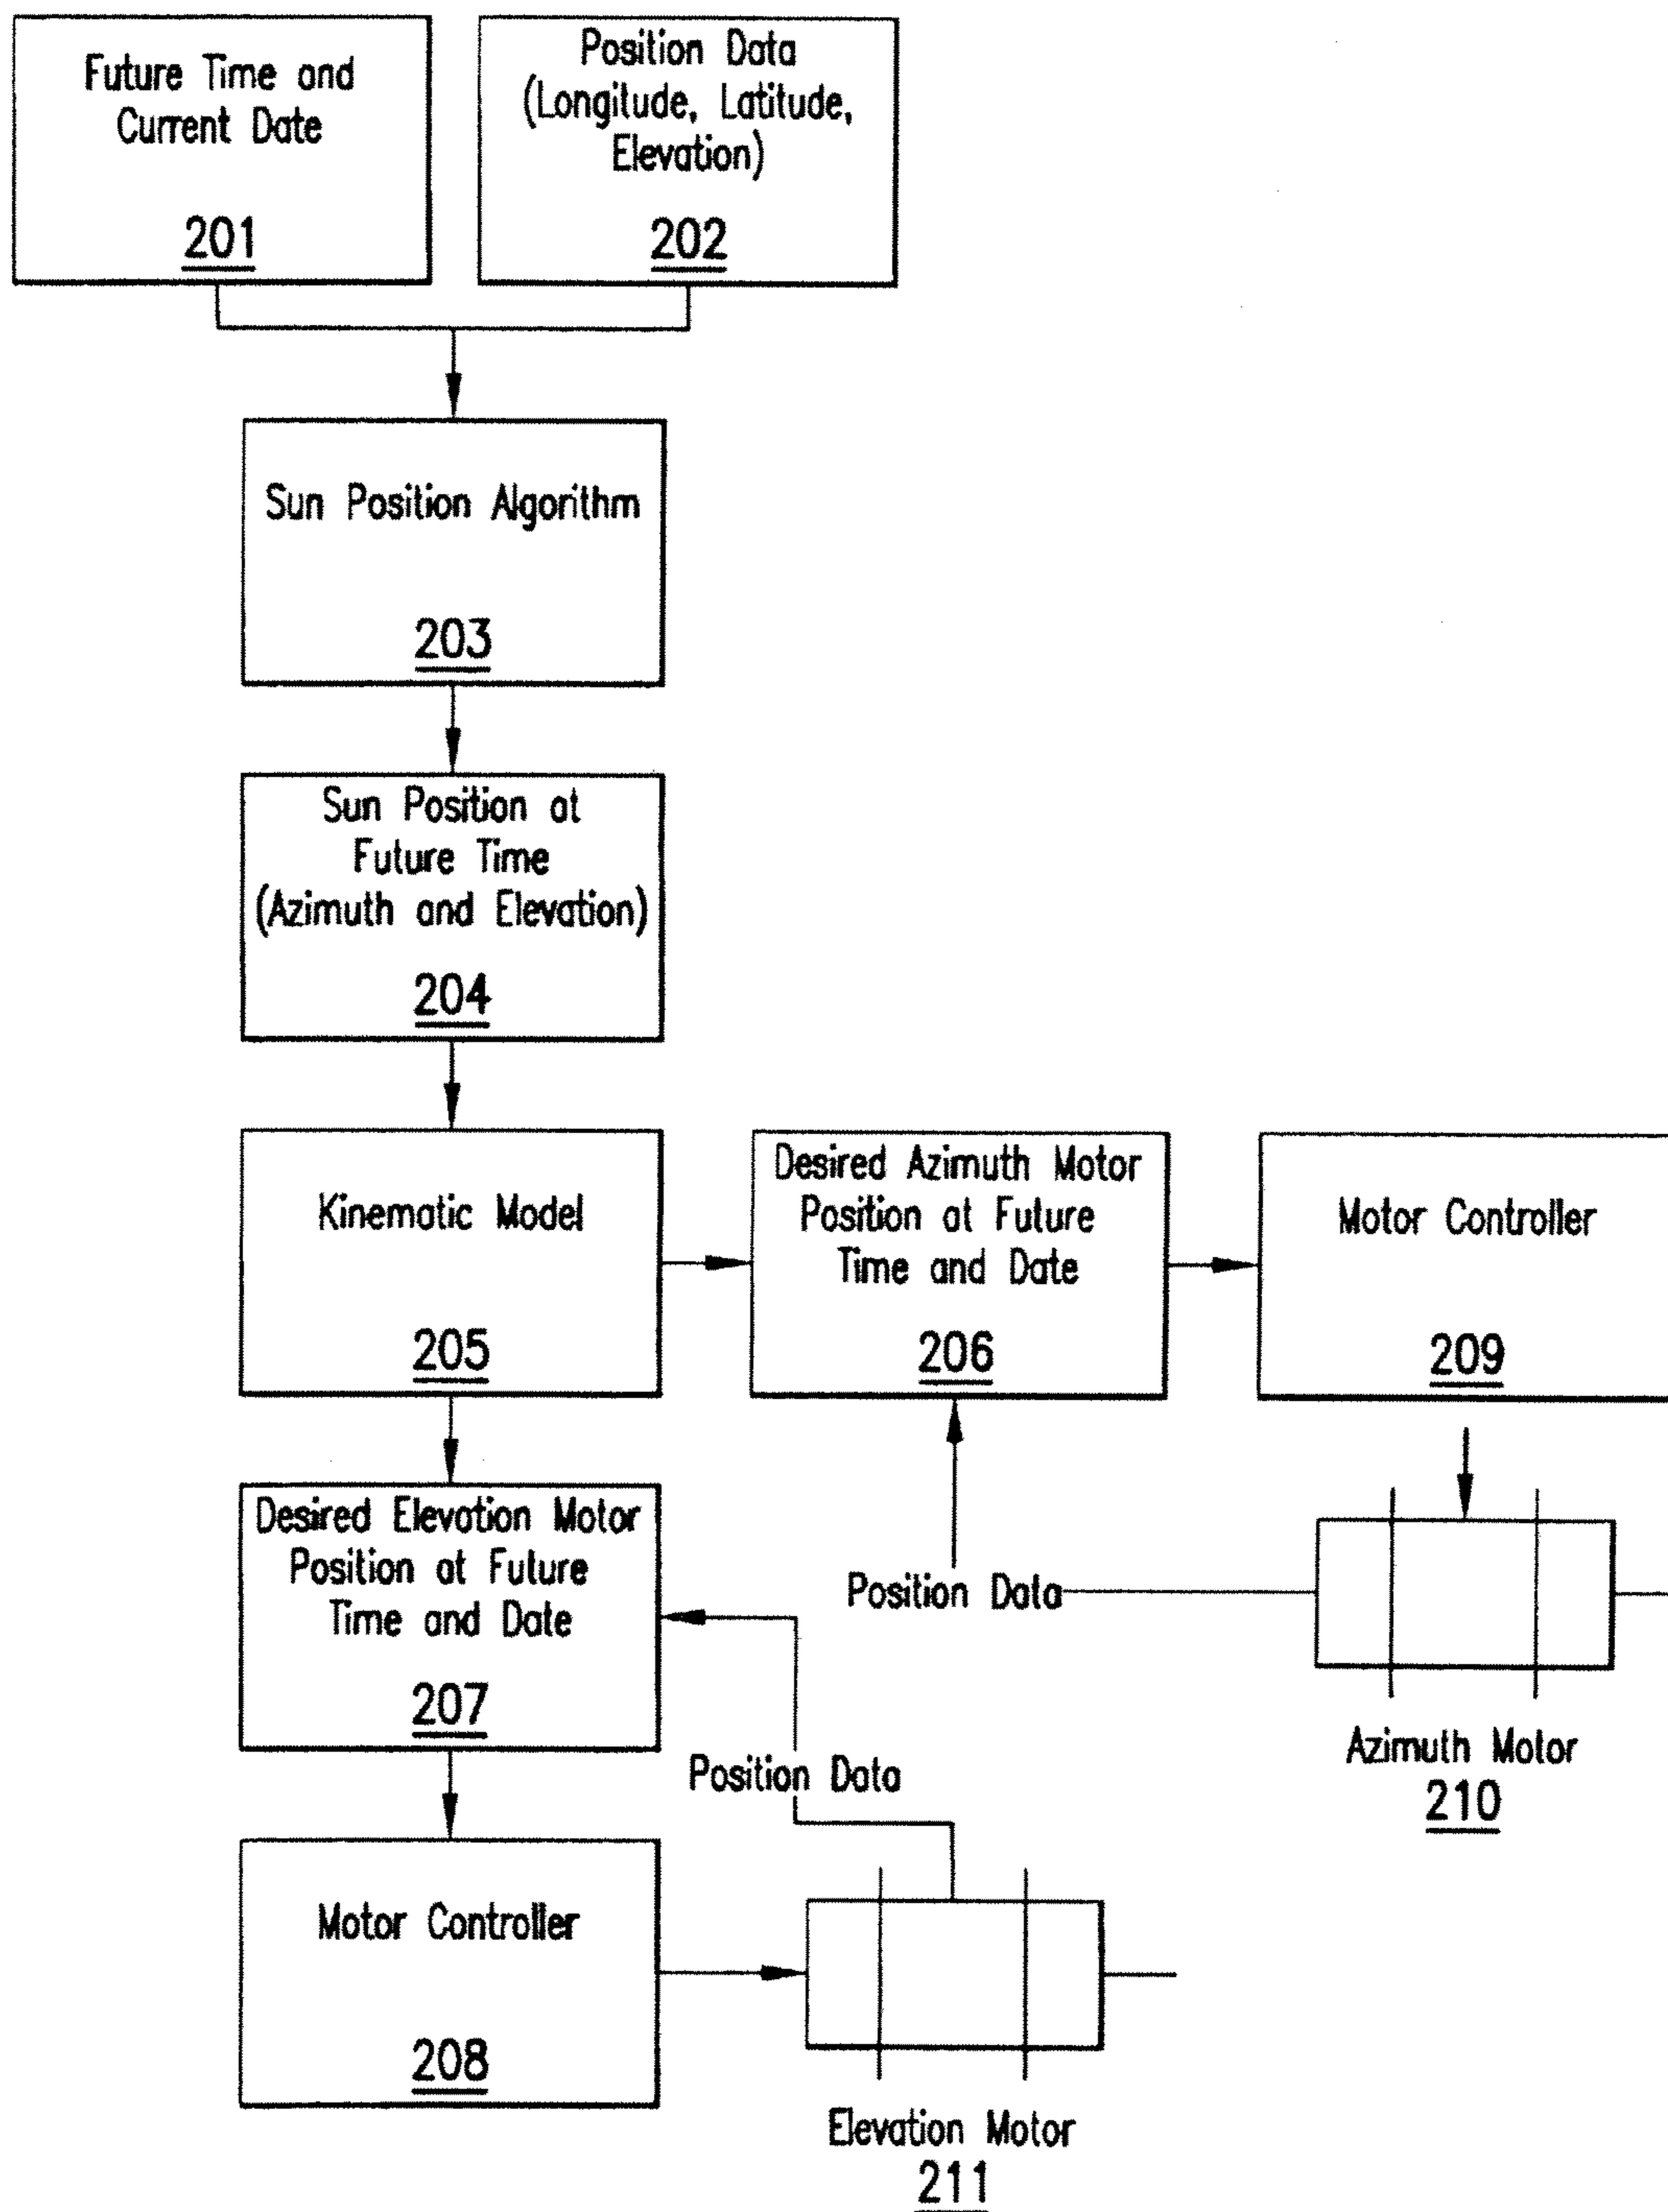 Future Time and
Current Date
201
Position Data
(Longitude, Latitude,
Elevation)
202
Sun Position Algorithm
203
Sun Position at
Future Time
(Azimuth and Elevation)
204
Kinematic Model
205
Desired Azimuth Motor
Position at Future
Time and Date
206
Motor Controller
209
Desired Elevation Motor
Position at Future
Time and Date
207
Position Data
Azimuth Motor
210
Position Data
Motor Controller
208
Elevation Motor
211